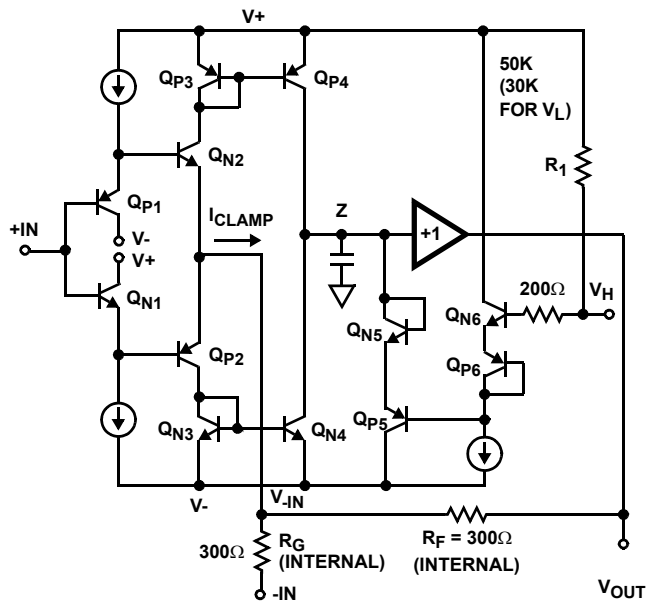 V+
50K
(30K
FOR VL)
QP3
QP4
QN2
R1
QP1
ICLAMP
Z
+IN
V-
V+
+1
200Ω
VH
QN1
QN5
QN6
QP2
QP6
QN3
QN4
QP5
V-
V-IN
300Ω
RG
(INTERNAL)
RF = 300Ω
(INTERNAL)
-IN
VOUT